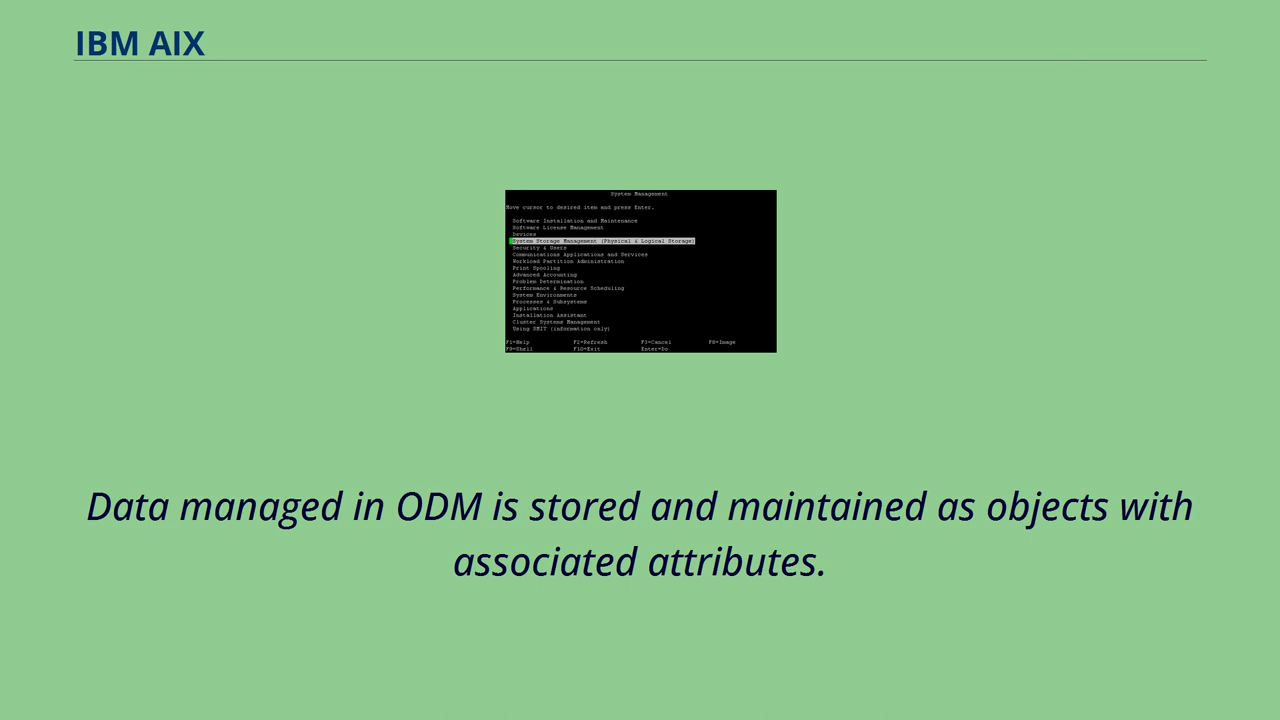 IBM AIX
System Management
Move cursor to desired item and press Enter.
Software Installation and Maintenance
Software License Management
Devices
System Storage Management (Physical & Logical Storage)
Security & Users
Communications Applications and Services
Workload Partition Administration
Print Spooling
Advanced Accounting
Problem Determination
Performance & Resource Scheduling
System Environments
Processes & Subsystems
Applications
Installation Assistant
Cluster Systems Management
Using SMIT (information only)
F1=Help F2=Refresh F3=Cancel F8=Image
F9=Shell F10=Exit Enter=Do
Data managed in ODM is stored and maintained as objects with
associated attributes.